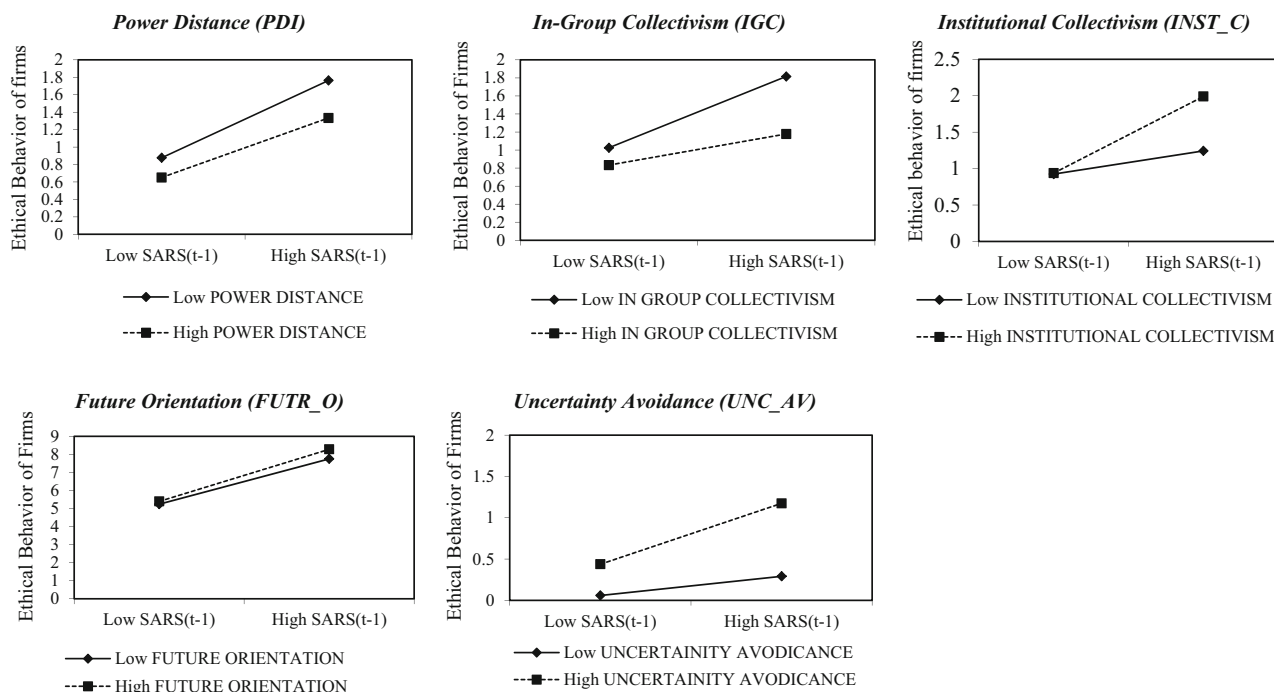 Power Distance (PDI)
Ethical Behavior of firms
2
1.8
1.6
1.4
1.2
1
0.8
0.6
0.4
0.2
0
Low SARS(t-1) High SARS(t-1)
Low POWER DISTANCE
High POWER DISTANCE
In-Group Collectivism (IGC)
Ethical Behavior of Firms
2
1.8
1.6
1.4
1.2
1
0.8
0.6
0.4
0.2
0
Low SARS(t-1) High SARS(t-1)
Low IN GROUP COLLECTIVISM
High IN GROUP COLLECTIVISM
Institutional Collectivism (INST_C)
Ethical behavior of firms
2.5
2
1.5
1
0.5
0
Low SARS(t-1) High SARS(t-1)
Low INSTITUTIONAL COLLECTIVISM
High INSTITUTIONAL COLLECTIVISM
Future Orientation (FUTR_O)
Ethical Behavior of Firms
9
8
7
6
5
4
3
2
1
0
Low SARS(t-1) High SARS(t-1)
Low FUTURE ORIENTATION
High FUTURE ORIENTATION
Uncertainty Avoidance (UNC_AV)
Ethical Behavior of Firms
2
1.5
1
0.5
0
Low SARS(t-1) High SARS(t-1)
Low UNCERTAINITY AVODICANCE
High UNCERTAINITY AVODICANCE